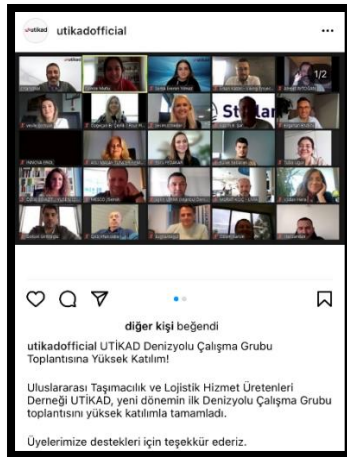 utikad
utikadofficial
1/2
diğer kişi beğendi
utikadofficial UTİKAD Denizyolu Çalışma Grubu
Toplantısına Yüksek Katılım!
Uluslararası Taşımacılık ve Lojistik Hizmet Üretenleri
Derneği UTİKAD, yeni dönemin ilk Denizyolu Çalışma Grubu
toplantısını yüksek katılımla tamamladı.
Üyelerimize destekleri için teşekkür ederiz.